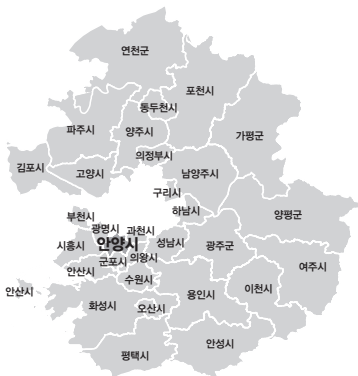 연천군
포천시
동두천시
파주시
양주시
가평군
의정부시
김포시
고양시
남양주시
구리시
하남시
양평군
부천시
광명시
과천시
시흥시
안양시
성남시
광주군
군포시
의왕시
여주시
안산시
수원시
안산시
용인시
이천시
화성시
오산시
안성시
평택시